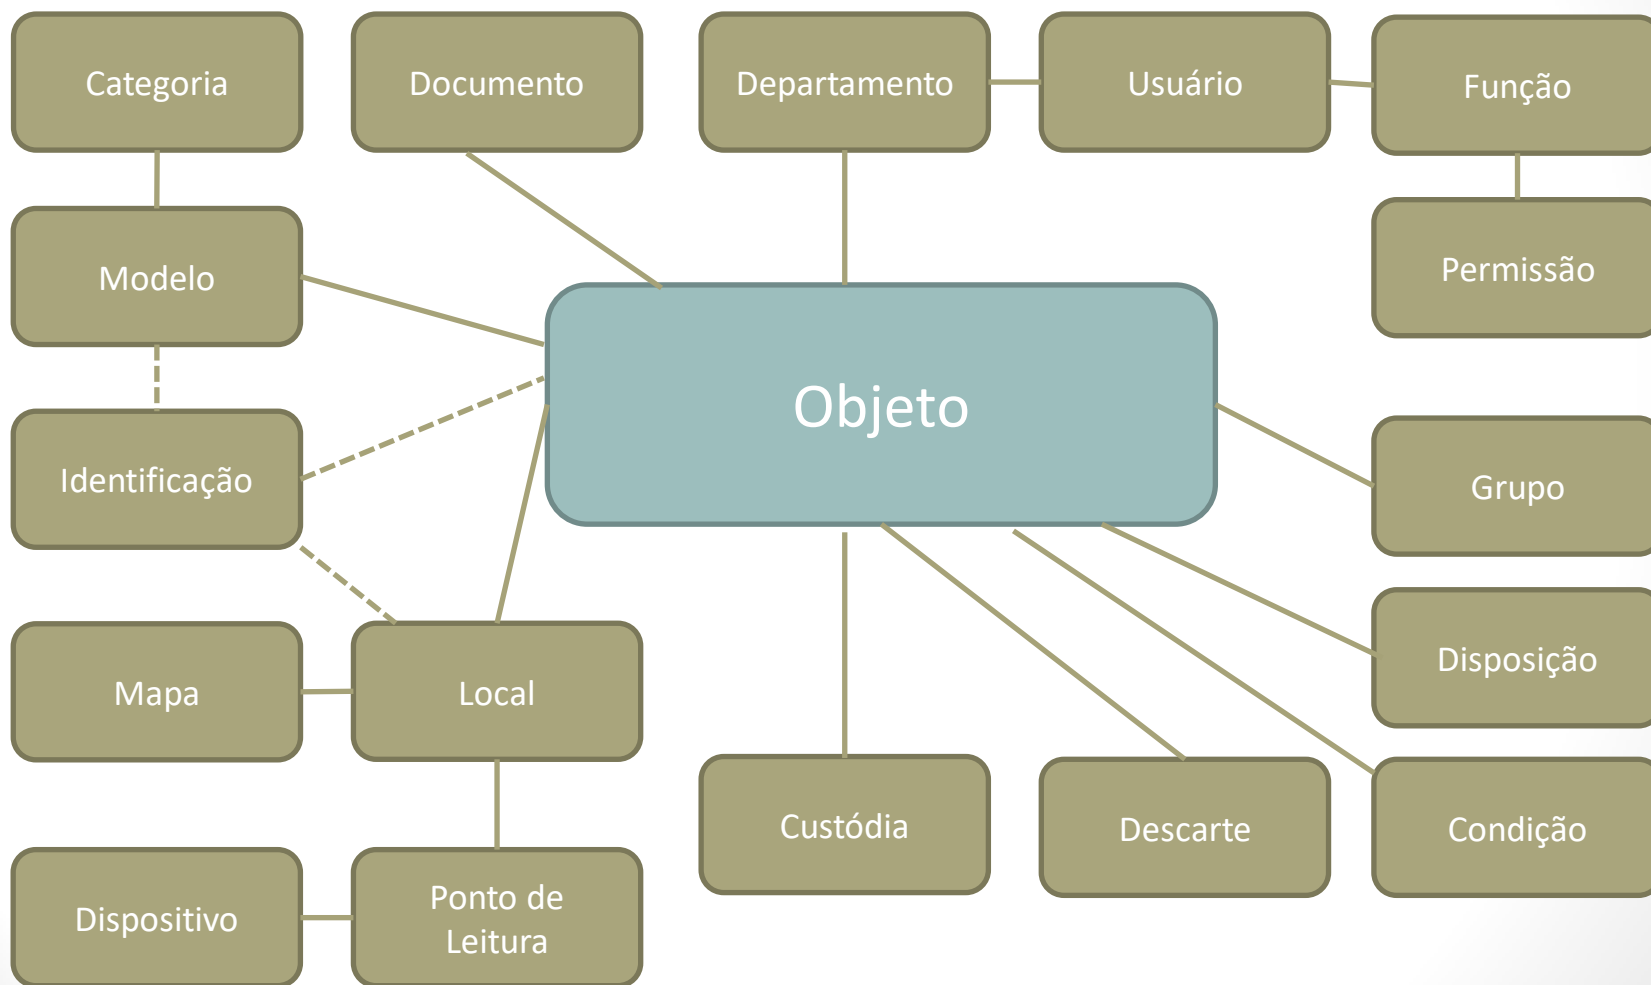 Categoria
Documento
Departamento
Usuário
Função
Modelo
Permissão
Objeto
Identificação
Grupo
Mapa
Local
Disposição
Custódia
Descarte
Condição
Dispositivo
Ponto de
Leitura